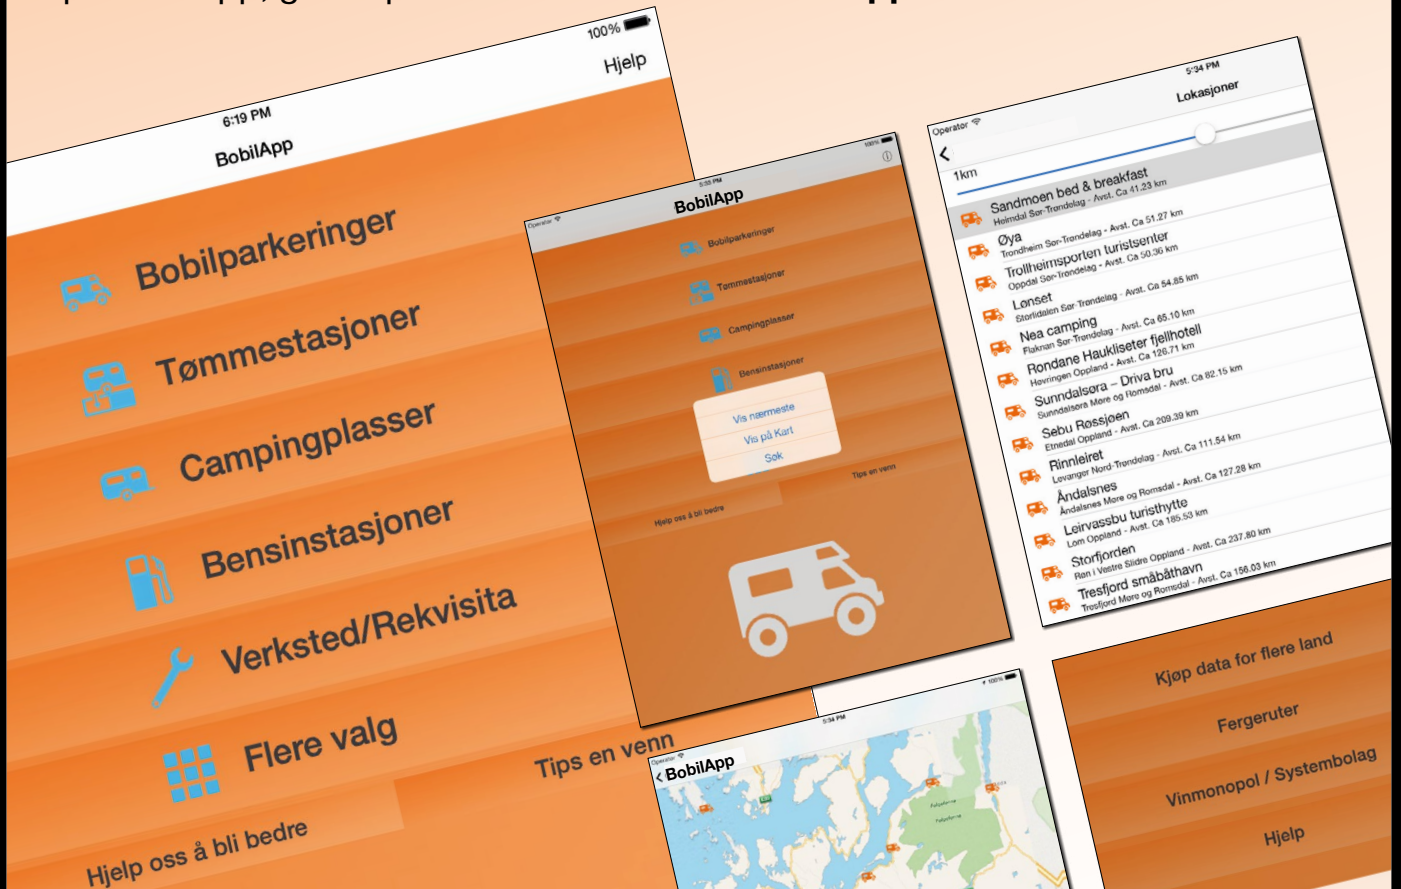 100%
Hjelp
6:19 PM
BobilApp
Bobilparkeringer
Tømmestasjoner
Campingplasser
Bensinstasjoner
Verksted/Rekvisita
Flere valg
Tips en venn
Hjelp oss å bli bedre
Operatør
5:33 PM
100%
BobilApp
Bobilparkeringer
Tømmestasjoner
Campingplasser
Bensinstasjoner
Vis nærmeste
Vis på Kart
Søk
Tips en venn
Hjelp oss å bli bedre
Operatør
5:34 PM
Lokasjoner
1km
Sandmoen bed & breakfast
Heimdal Sør-Trøndelag - Avst. Ca 41.23 km
Øya
Trondheim Sør-Trøndelag - Avst. Ca 51.27 km
Trollheimsporten turistsenter
Oppdal Sør-Trøndelag - Avst. Ca 50.36 km
Lønset
Storlidalen Sør-Trøndelag - Avst. Ca 54.85 km
Nea camping
Flaknan Sør-Trøndelag - Avst. Ca 65.10 km
Rondane Haukliseter fjellhotell
Høvringen Oppland - Avst. Ca 126.71 km
Sunndalsøra – Driva bru
Sunndalsøra Møre og Romsdal - Avst. Ca 82.15 km
Sebu Røssjøen
Etnedal Oppland - Avst. Ca 209.39 km
Rinnleiret
Levanger Nord-Trøndelag - Avst. Ca 111.54 km
Åndalsnes
Åndalsnes Møre og Romsdal - Avst. Ca 127.28 km
Leirvassbu turisthytte
Lom Oppland - Avst. Ca 185.53 km
Storfjorden
Røn i Vestre Slidre Oppland - Avst. Ca 237.80 km
Tresfjord småbåthavn
Tresfjord Møre og Romsdal - Avst. Ca 156.03 km
Operatør
5:34 PM
100%
BobilApp
Kjøp data for flere land
Fergeruter
Vinmonopol / Systembolag
Hjelp